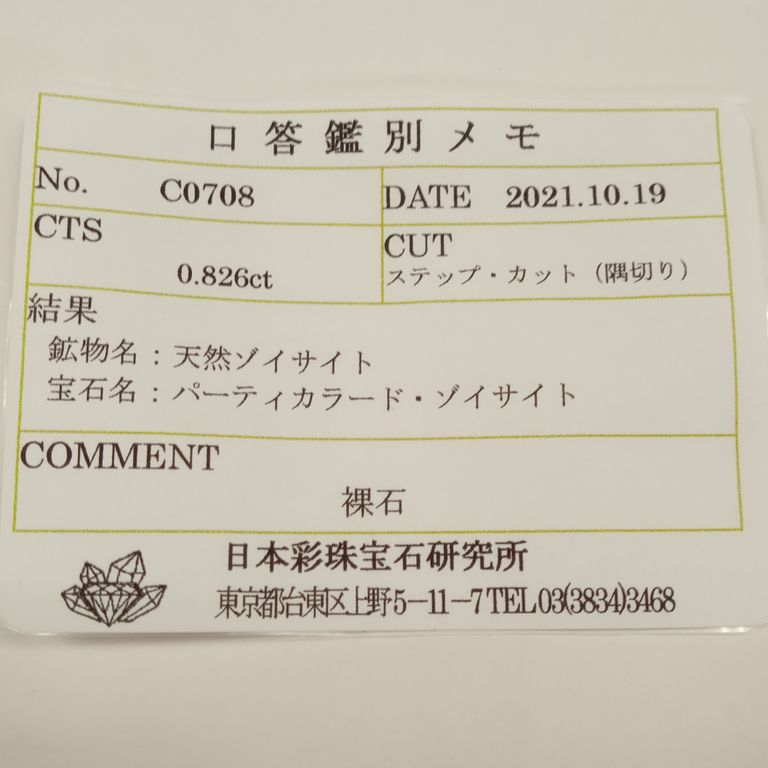 口答鑑別メモ
No. C0708
DATE 2021.10.19
CTS
0.826ct
CUT
ステップ・カット（隅切り）
結果
鉱物名：天然ゾイサイト
宝石名：パーティカラード・ゾイサイト
COMMENT
裸石
日本彩珠宝石研究所
東京都台東区上野5－11－7 TEL 03(3834)3468